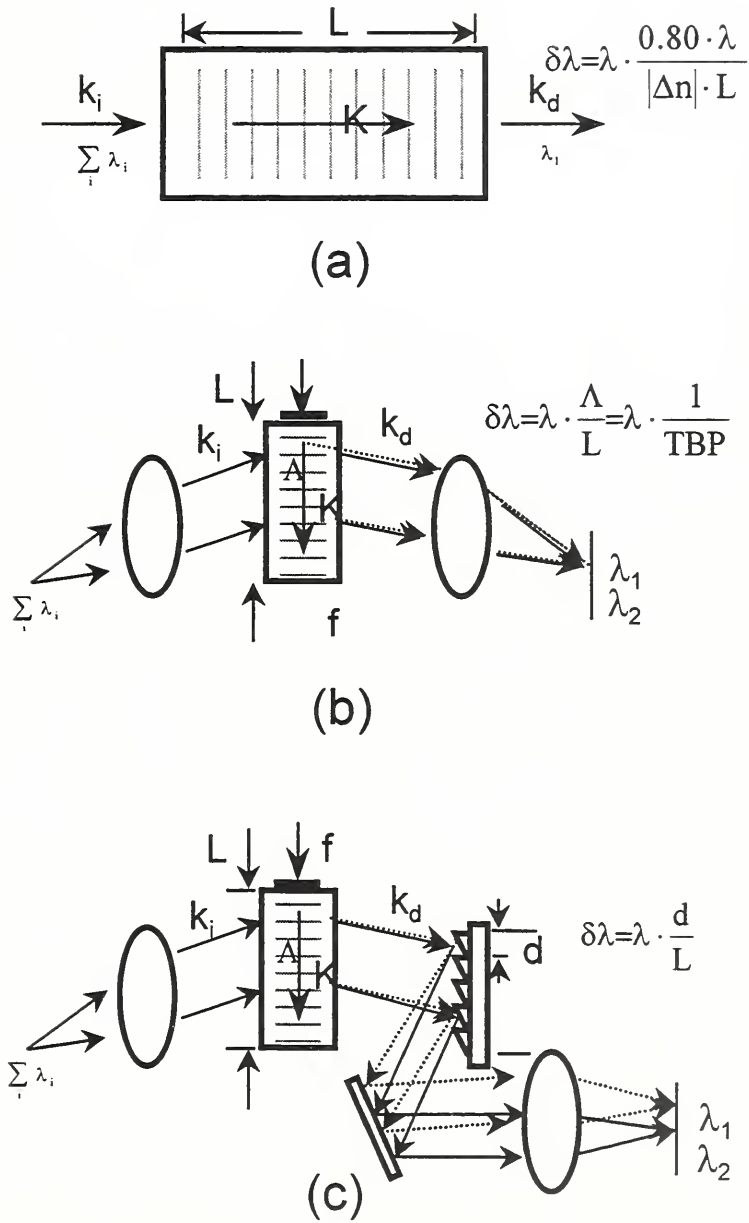 L
δλ=λ · 0.80 · λ / |Δn| · L
k_i
K
k_d
∑_i λ_i
λ_1
(a)
L
δλ=λ · Λ/L =λ · 1/TBP
k_i
k_d
Λ
K
∑_i λ_i
λ_1
λ_2
f
(b)
L
f
k_i
k_d
δλ=λ · d/L
d
Λ
K
∑_i λ_i
λ_1
λ_2
(c)